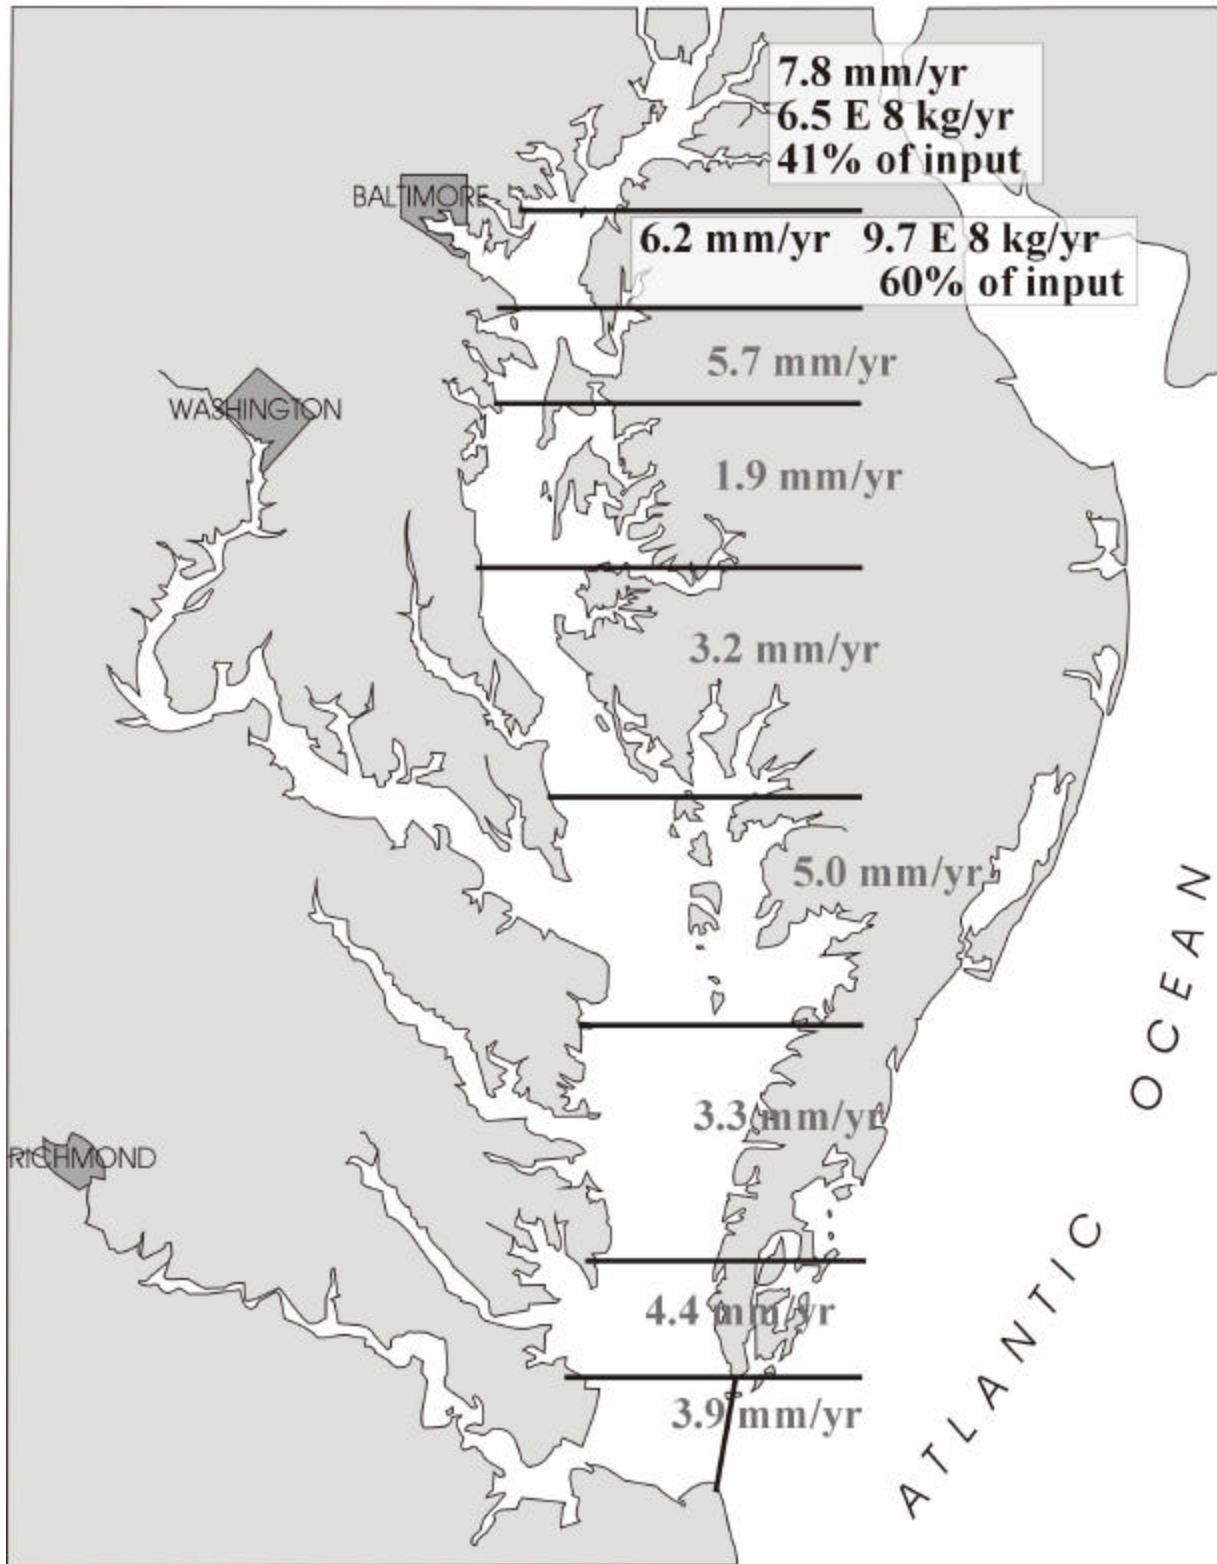 7.8 mm/yr
6.5 E 8 kg/yr
41% of input
BALTIMORE
6.2 mm/yr 9.7 E 8 kg/yr
60% of input
5.7 mm/yr
WASHINGTON
1.9 mm/yr
3.2 mm/yr
5.0 mm/yr
3.3 mm/yr
RICHMOND
4.4 mm/yr
3.9 mm/yr
ATLANTIC OCEAN